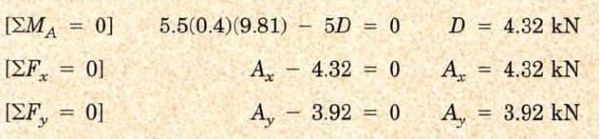 [ΣM_A = 0] 5.5(0.4)(9.81) − 5D = 0 D = 4.32 kN
[ΣF_x = 0] A_x − 4.32 = 0 A_x = 4.32 kN
[ΣF_y = 0] A_y − 3.92 = 0 A_y = 3.92 kN